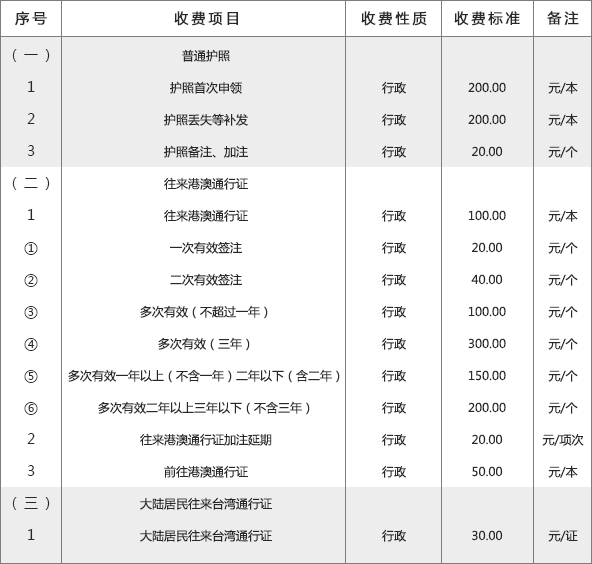 序号 收费项目 收费性质 收费标准 备注
(一) 普通护照
1 护照首次申领 行政 200.00 元/本
2 护照丢失等补发 行政 200.00 元/本
3 护照备注、加注 行政 20.00 元/个
(二) 往来港澳通行证
1 往来港澳通行证 行政 100.00 元/本
① 一次有效签注 行政 20.00 元/个
② 二次有效签注 行政 40.00 元/个
③ 多次有效(不超过一年) 行政 100.00 元/个
④ 多次有效(三年) 行政 300.00 元/个
⑤ 多次有效一年以上(不含一年)二年以下(含二年) 行政 150.00 元/个
⑥ 多次有效二年以上三年以下(不含三年) 行政 200.00 元/个
2 往来港澳通行证加注延期 行政 20.00 元/项次
3 前往港澳通行证 行政 50.00 元/本
(三) 大陆居民往来台湾通行证
1 大陆居民往来台湾通行证 行政 30.00 元/证